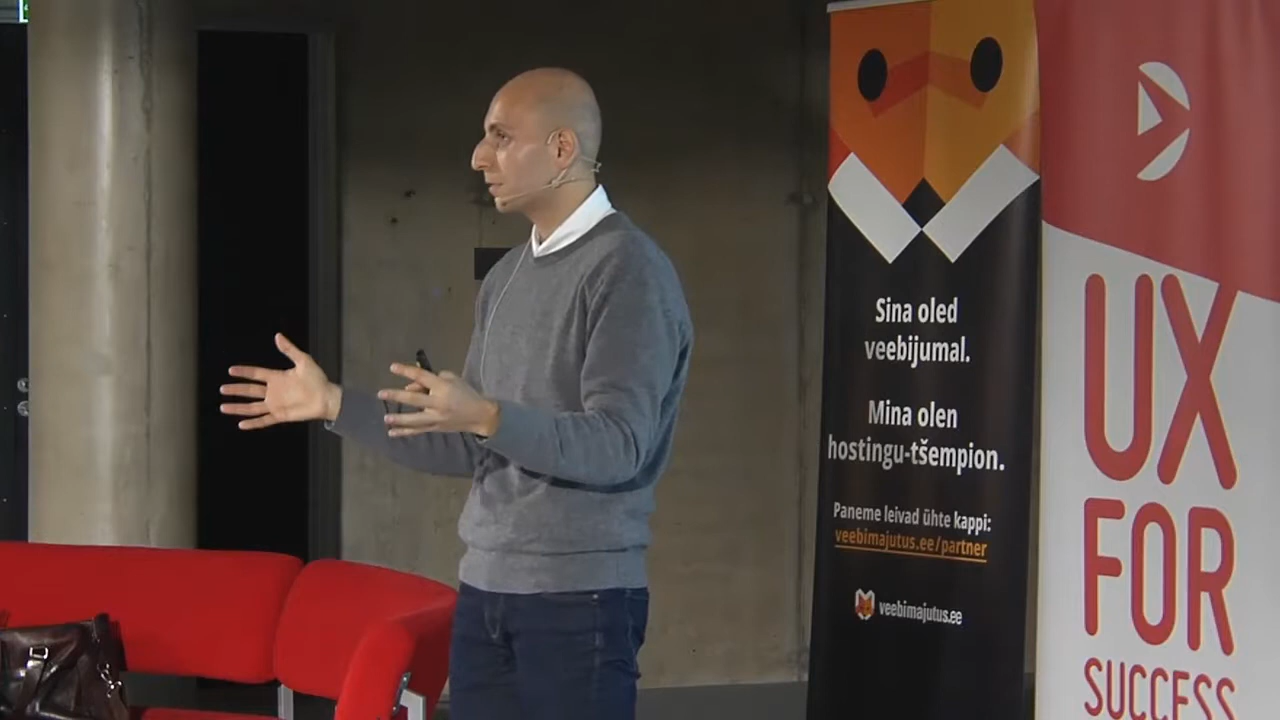 Sina oled
veebijumal.
Mina olen
hostingu-tšempion.
Paneme leivad ühte kappi:
veebimajutus.ee/partner
veebimajutus.ee
UX
FOR
SUCCESS